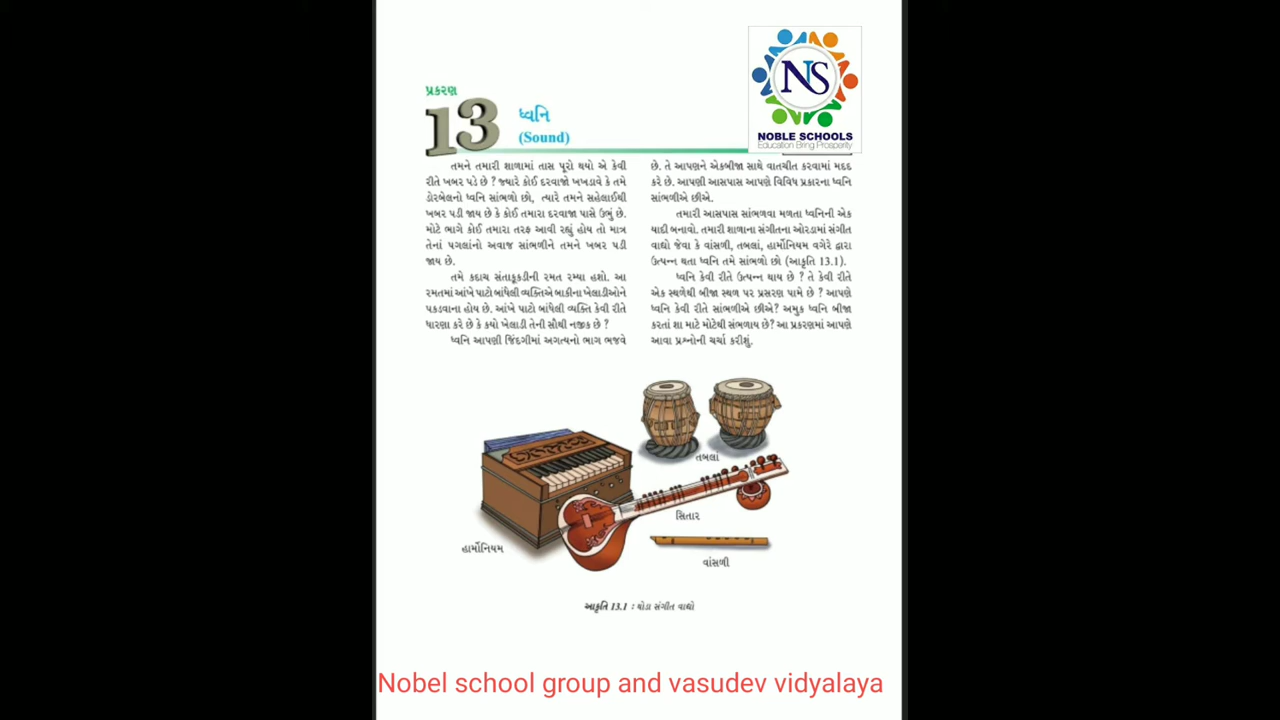 NS
NOBLE SCHOOLS
Education Bring Prosperity
પ્રકરણ
13
ધ્વનિ
(Sound)
તમને તમારી શાળામાં તાસ પૂરો થયો એ કેવી
રીતે ખબર પડે છે ? જ્યારે કોઈ દરવાજો ખખડાવે કે તમે
ડોરબેલનો ધ્વનિ સાંભળો છો, ત્યારે તમને સહેલાઈથી
ખબર પડી જાય છે કે કોઈ તમારા દરવાજા પાસે ઉભું છે.
મોટે ભાગે કોઈ તમારા તરફ આવી રહ્યું હોય તો માત્ર
તેનાં પગલાંનો અવાજ સાંભળીને તમને ખબર પડી
જાય છે.
તમે કદાચ સંતાકૂકડીની રમત રમ્યા હશો. આ
રમતમાં આંખે પાટો બાંધેલી વ્યક્તિએ બાકીના ખેલાડીઓને
પકડવાના હોય છે. આંખે પાટો બાંધેલી વ્યક્તિ કેવી રીતે
ધારણા કરે છે કે કયો ખેલાડી તેની સૌથી નજીક છે ?
ધ્વનિ આપણી જિંદગીમાં અગત્યનો ભાગ ભજવે
છે. તે આપણને એકબીજા સાથે વાતચીત કરવામાં મદદ
કરે છે. આપણી આસપાસ આપણે વિવિધ પ્રકારના ધ્વનિ
સાંભળીએ છીએ.
તમારી આસપાસ સાંભળવા મળતા ધ્વનિની એક
યાદી બનાવો. તમારી શાળાના સંગીતના ઓરડામાં સંગીત
વાદ્યો જેવા કે વાંસળી, તબલાં, હાર્મોનિયમ વગેરે દ્વારા
ઉત્પન્ન થતા ધ્વનિ તમે સાંભળો છો (આકૃતિ 13.1).
ધ્વનિ કેવી રીતે ઉત્પન્ન થાય છે ? તે કેવી રીતે
એક સ્થળેથી બીજા સ્થળ પર પ્રસરણ પામે છે ? આપણે
ધ્વનિ કેવી રીતે સાંભળીએ છીએ? અમુક ધ્વનિ બીજા
કરતાં શા માટે મોટેથી સંભળાય છે? આ પ્રકરણમાં આપણે
આવા પ્રશ્નોની ચર્ચા કરીશું.
તબલાં
સિતાર
હાર્મોનિયમ
વાંસળી
આકૃતિ 13.1 : થોડા સંગીત વાદ્યો
Nobel school group and vasudev vidyalaya